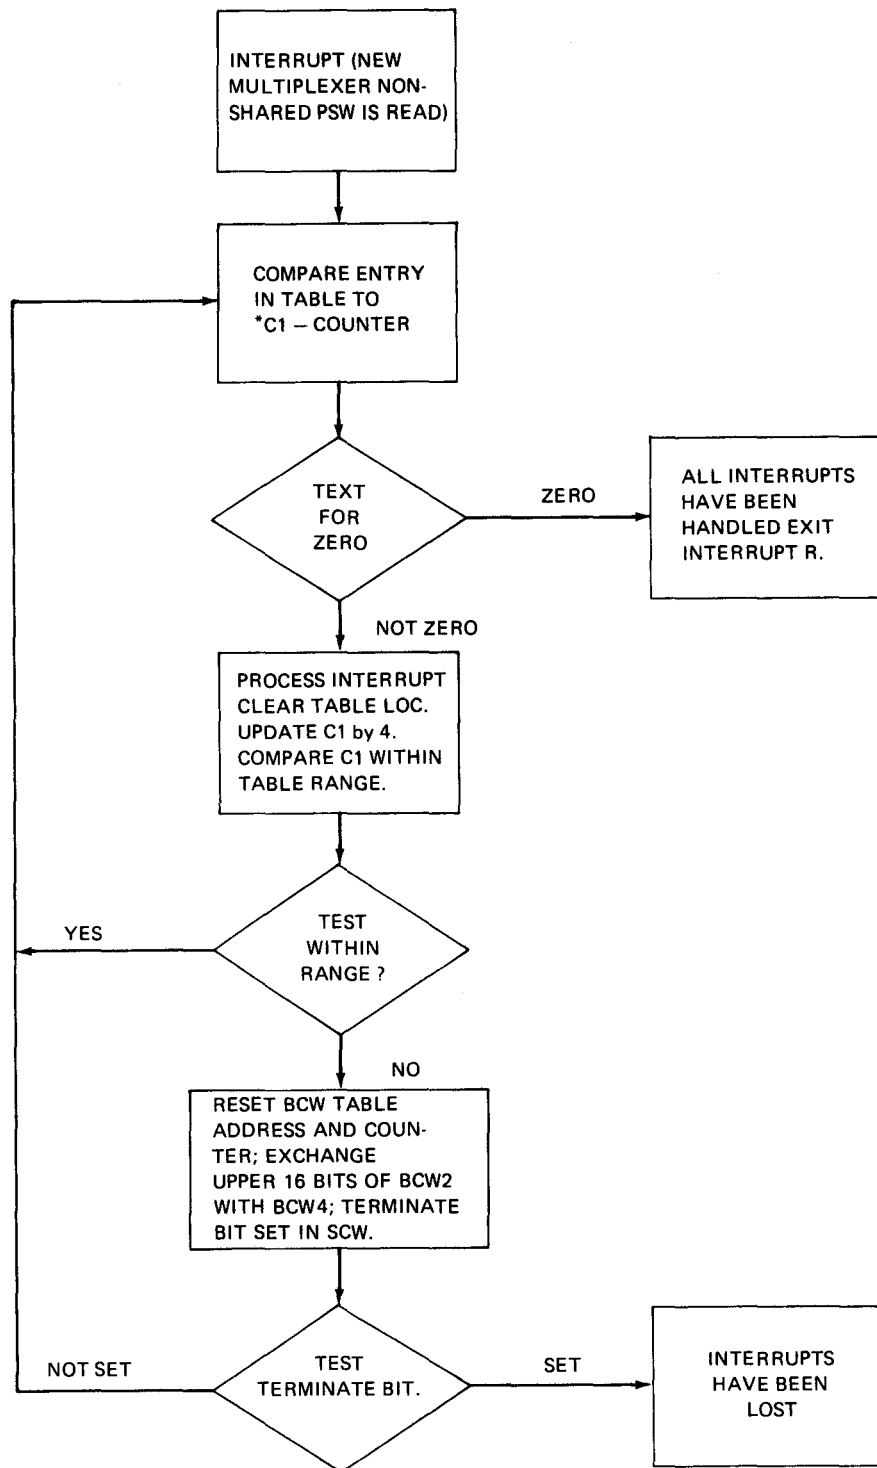 INTERRUPT (NEW
MULTIPLEXER NON-
SHARED PSW IS READ)
COMPARE ENTRY
IN TABLE TO
*C1 – COUNTER
TEXT
FOR
ZERO
ZERO
ALL INTERRUPTS
HAVE BEEN
HANDLED EXIT
INTERRUPT R.
NOT ZERO
PROCESS INTERRUPT
CLEAR TABLE LOC.
UPDATE C1 by 4.
COMPARE C1 WITHIN
TABLE RANGE.
YES
TEST
WITHIN
RANGE ?
NO
RESET BCW TABLE
ADDRESS AND COUN-
TER; EXCHANGE
UPPER 16 BITS OF BCW2
WITH BCW4; TERMINATE
BIT SET IN SCW.
NOT SET
TEST
TERMINATE BIT.
SET
INTERRUPTS
HAVE BEEN
LOST